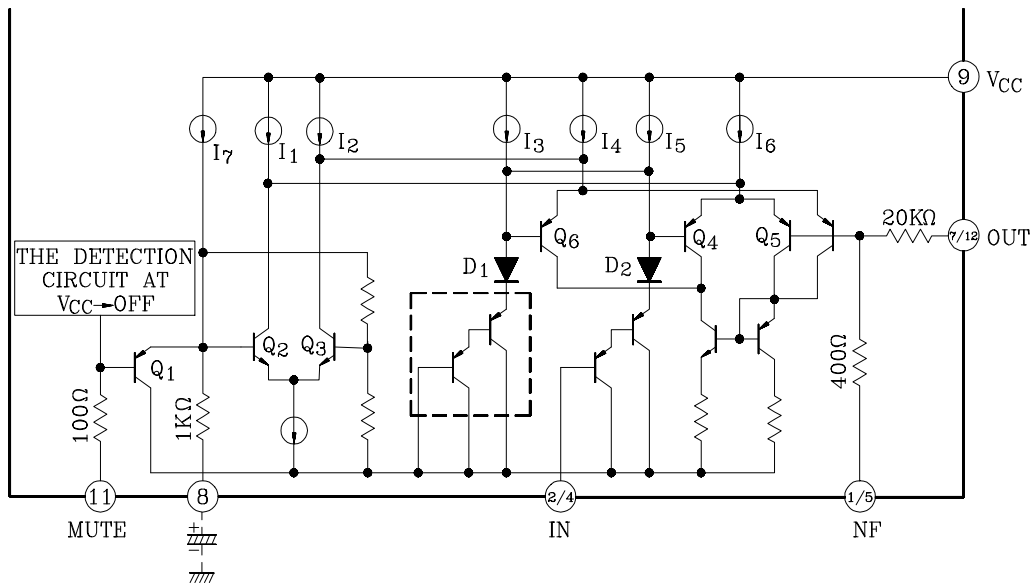 9
VCC
I7
I1
I2
I3
I4
I5
I6
20KΩ
7/12
OUT
THE DETECTION
CIRCUIT AT
VCC→OFF
Q6
Q4
Q5
D1
D2
Q1
Q2
Q3
100Ω
1KΩ
400Ω
11
8
2/4
1/5
MUTE
IN
NF
+
−